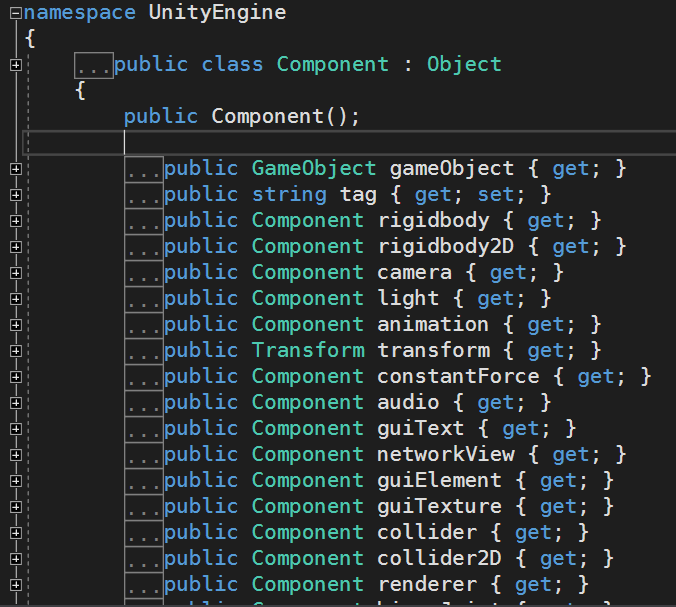 namespace UnityEngine
{
...public class Component : Object
{
public Component();
...public GameObject gameObject { get; }
...public string tag { get; set; }
...public Component rigidbody { get; }
...public Component rigidbody2D { get; }
...public Component camera { get; }
...public Component light { get; }
...public Component animation { get; }
...public Transform transform { get; }
...public Component constantForce { get; }
...public Component audio { get; }
...public Component guiText { get; }
...public Component networkView { get; }
...public Component guiElement { get; }
...public Component guiTexture { get; }
...public Component collider { get; }
...public Component collider2D { get; }
...public Component renderer { get; }